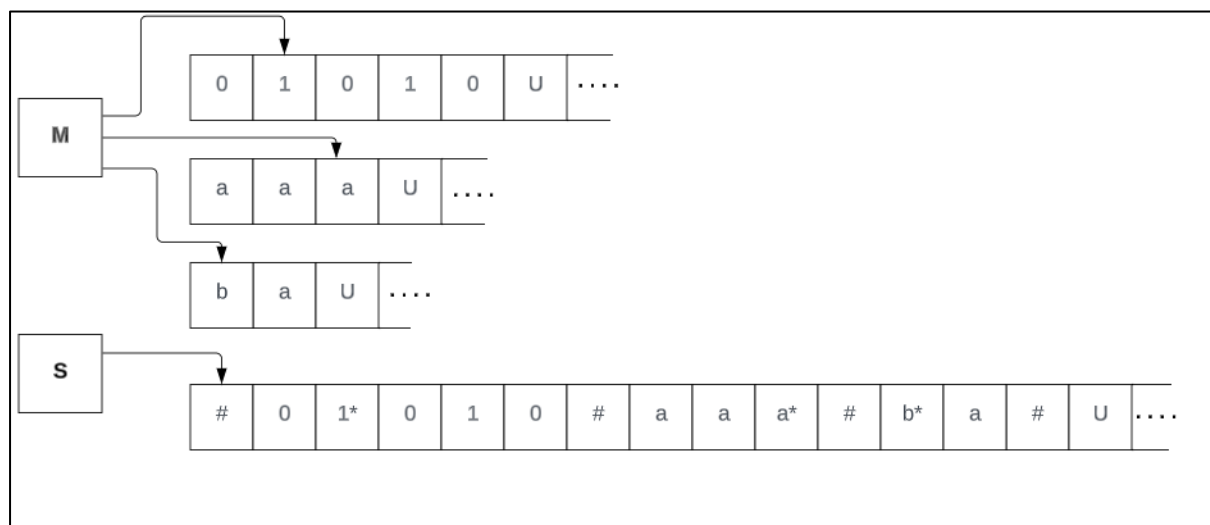 0 1 0 1 0 U ....
M
a a a U ....
b a U ....
S
# 0 1* 0 1 0 # a a a* # b* a # U ....